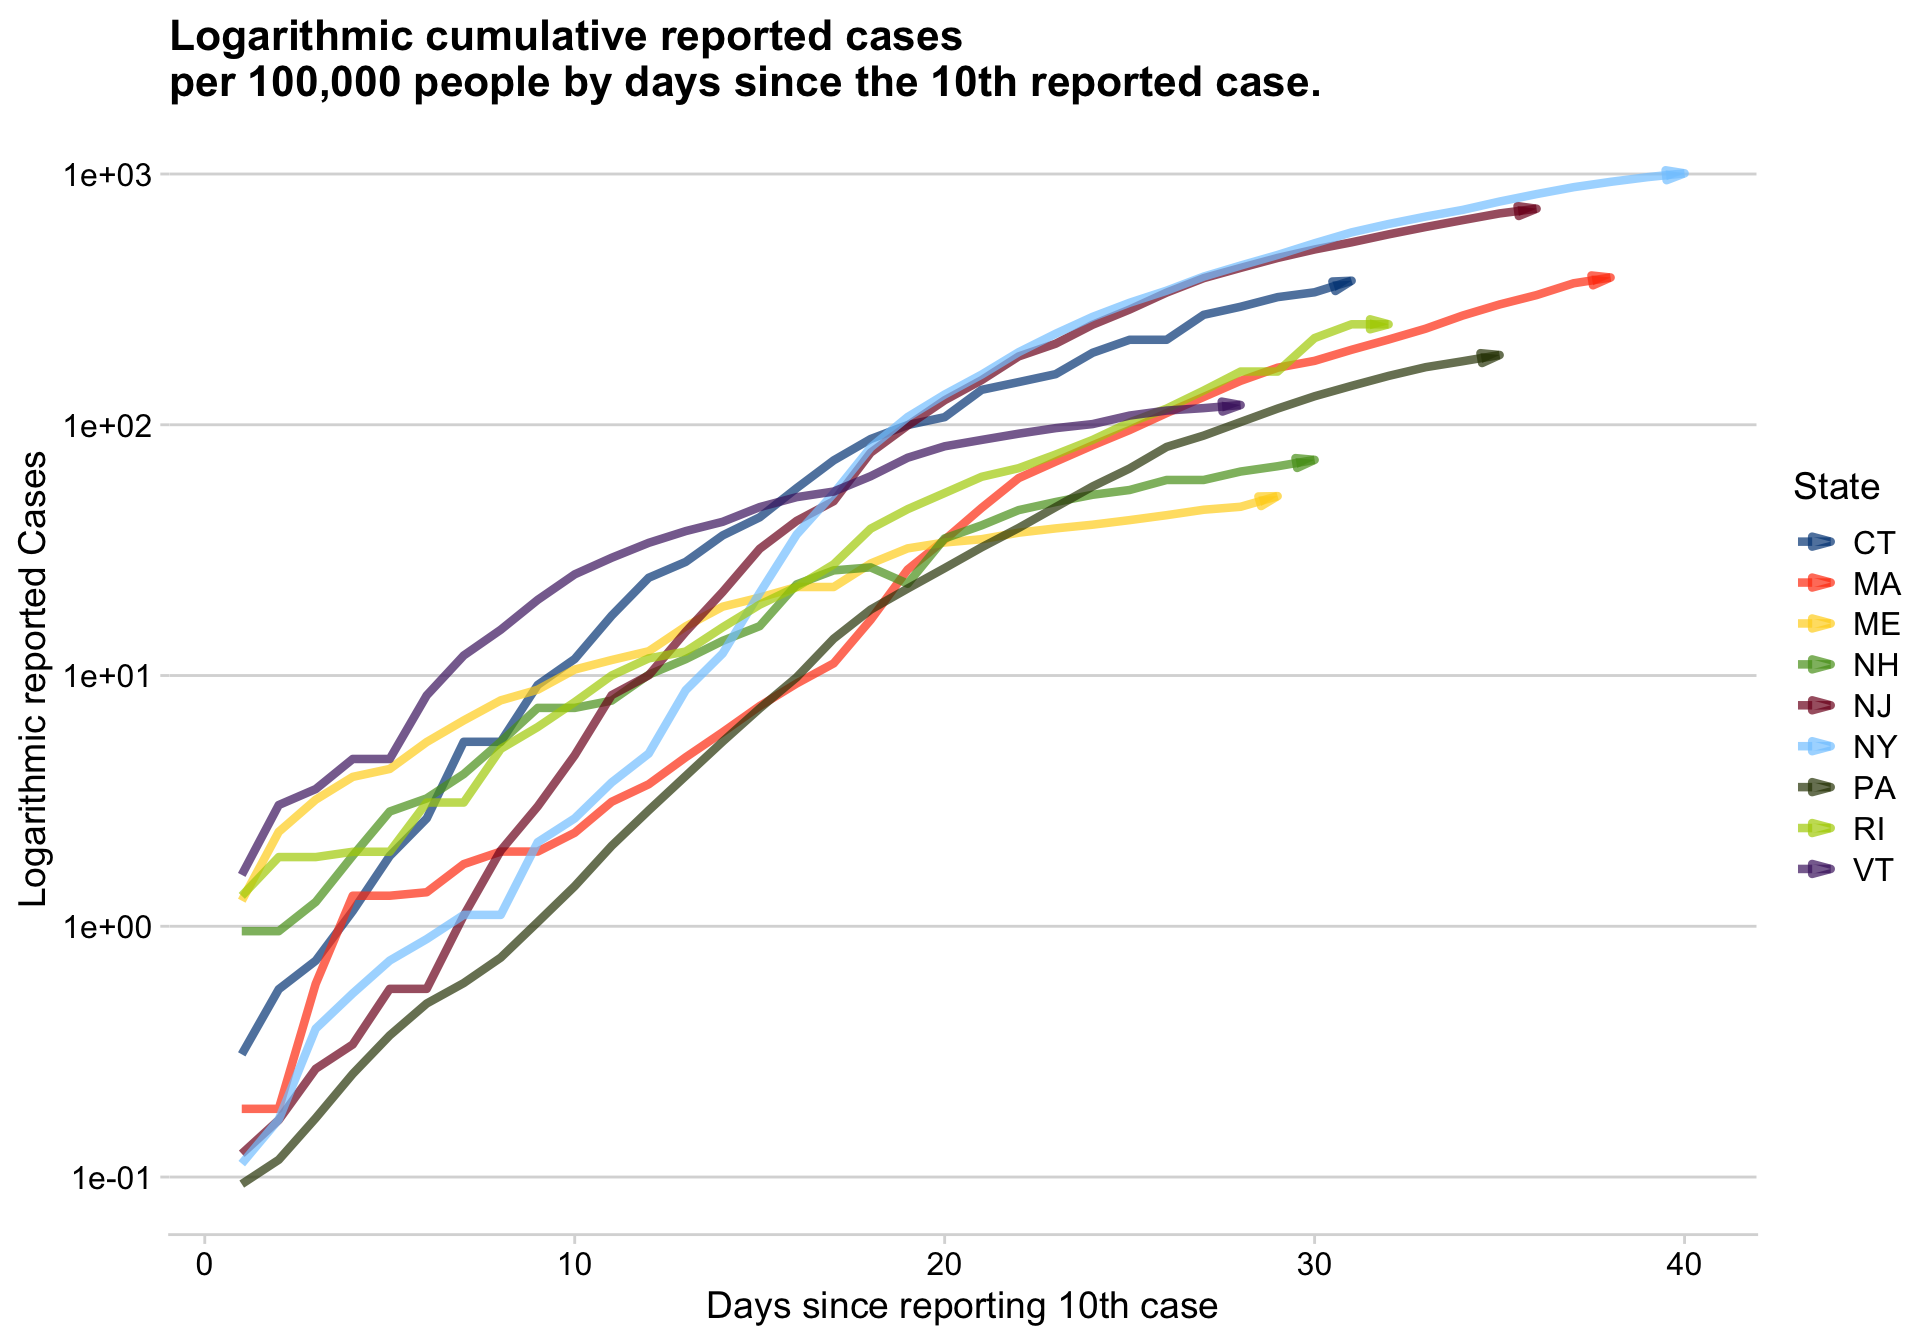 Logarithmic cumulative reported cases
per 100,000 people by days since the 10th reported case.
Logarithmic reported Cases
1e+03
1e+02
1e+01
1e+00
1e-01
0
10
20
30
40
Days since reporting 10th case
State
CT
MA
ME
NH
NJ
NY
PA
RI
VT